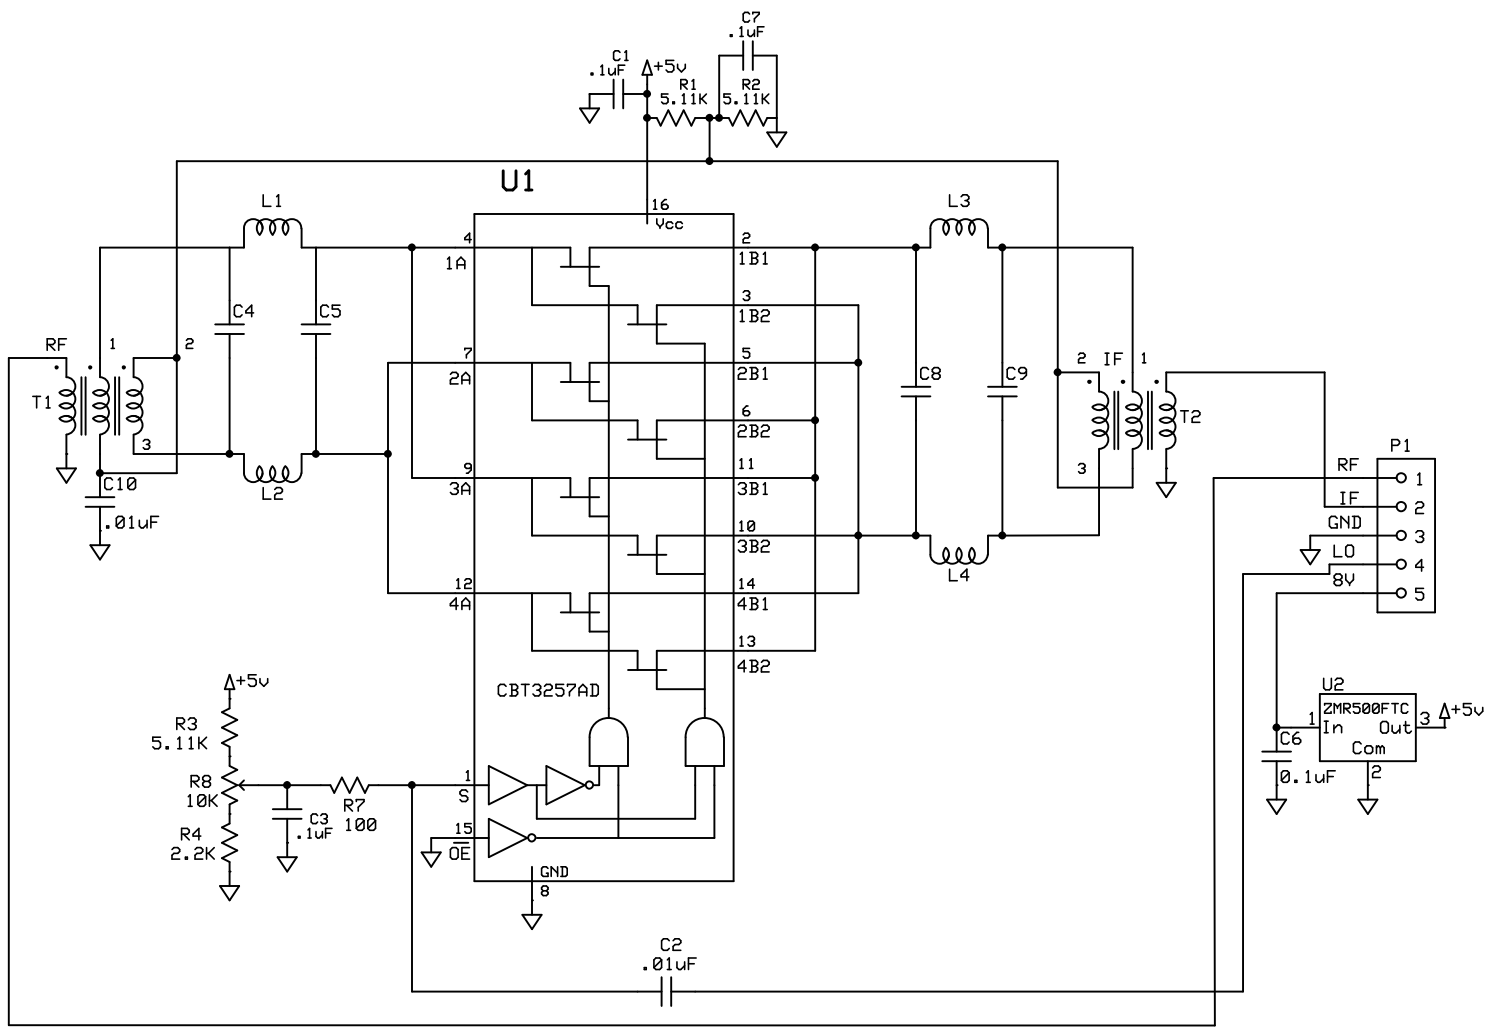 C7
.1uF
C1
.1uF
+5v
R1
5.11K
R2
5.11K
U1
16
Vcc
L1
L3
4
1A
2
1B1
3
1B2
C4
C5
RF
1
2
7
2A
5
2B1
C8
C9
2
IF
1
T1
3
6
2B2
T2
9
3A
11
3B1
3
P1
RF
1
L2
C10
.01uF
IF
2
10
3B2
GND
3
L4
LO
4
12
4A
14
4B1
8V
5
13
4B2
+5v
CBT3257AD
U2
ZMR500FTC
R3
5.11K
1
In
Out
3
+5v
Com
C6
0.1uF
2
R8
10K
1
S
R7
100
C3
.1uF
R4
2.2K
15
OE
GND
8
C2
.01uF